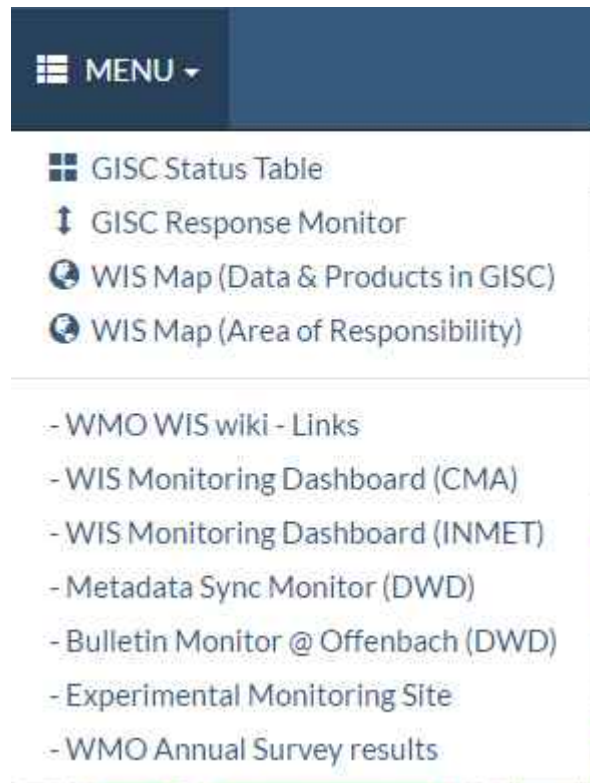 MENU
GISC Status Table
GISC Response Monitor
WIS Map (Data & Products in GISC)
WIS Map (Area of Responsibility)
- WMO WIS wiki - Links
- WIS Monitoring Dashboard (CMA)
- WIS Monitoring Dashboard (INMET)
- Metadata Sync Monitor (DWD)
- Bulletin Monitor @ Offenbach (DWD)
- Experimental Monitoring Site
- WMO Annual Survey results